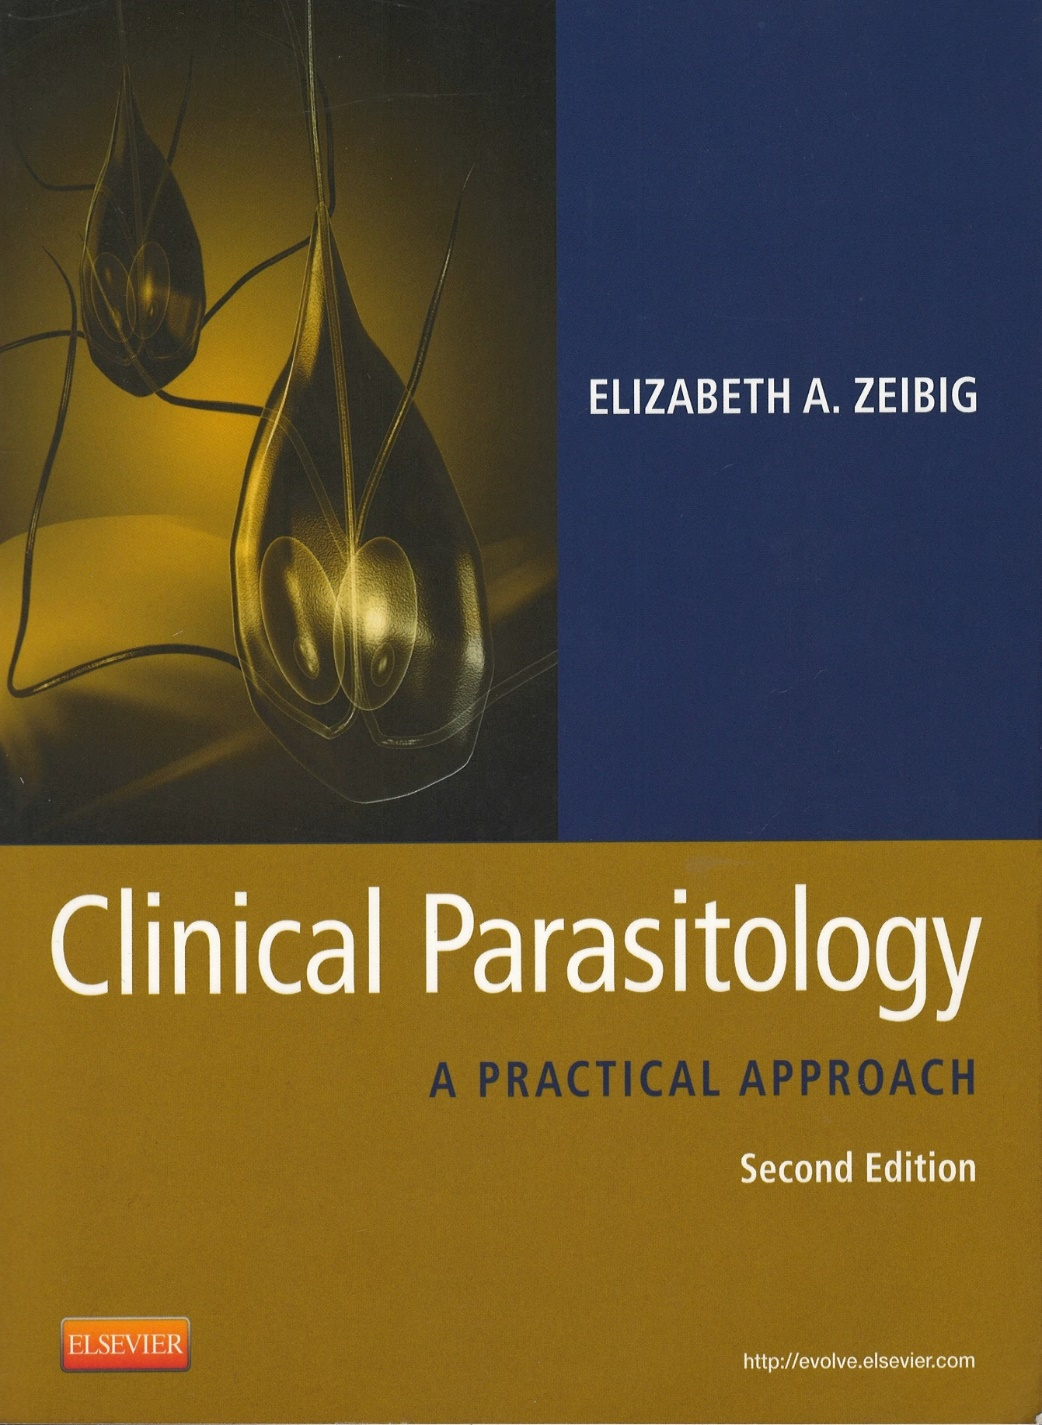 ELIZABETH A. ZEIBIG
Clinical Parasitology
A PRACTICAL APPROACH
Second Edition
ELSEVIER
http://evolve.elsevier.com